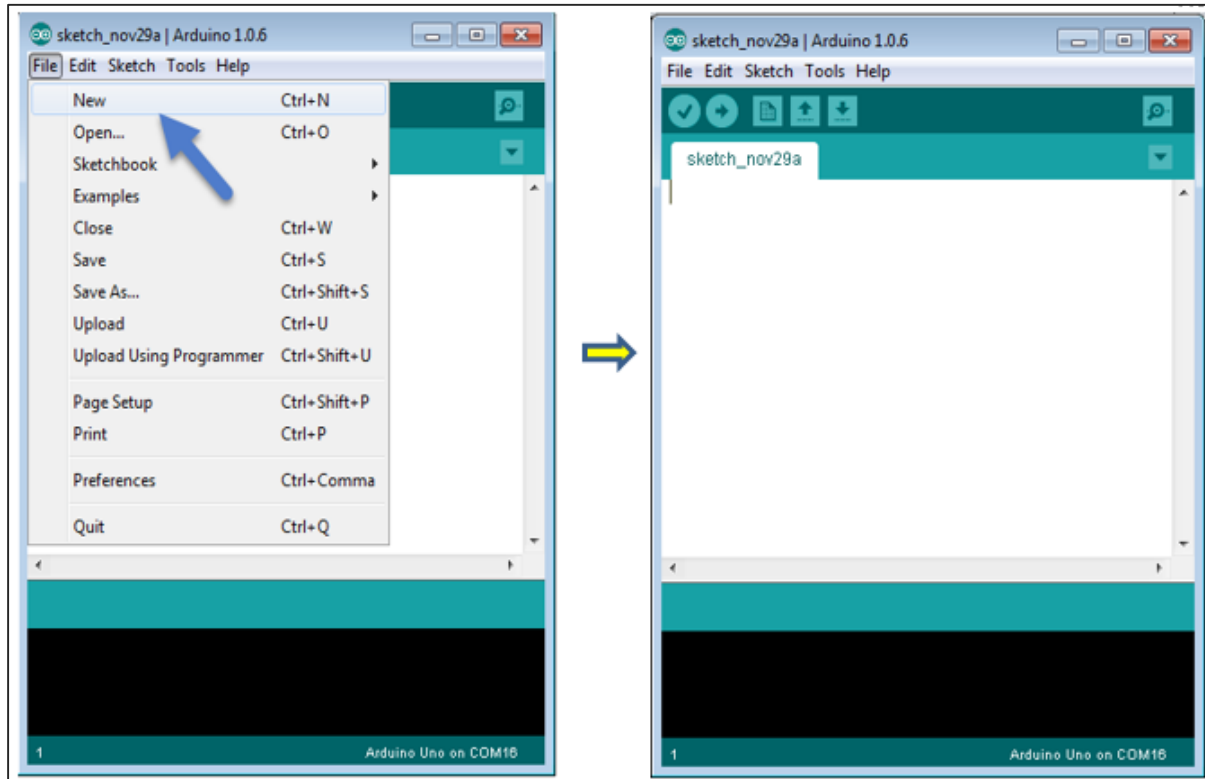 sketch_nov29a | Arduino 1.0.6
File Edit Sketch Tools Help
New Ctrl+N
Open... Ctrl+O
Sketchbook
Examples
Close Ctrl+W
Save Ctrl+S
Save As... Ctrl+Shift+S
Upload Ctrl+U
Upload Using Programmer Ctrl+Shift+U
Page Setup Ctrl+Shift+P
Print Ctrl+P
Preferences Ctrl+Comma
Quit Ctrl+Q
1 Arduino Uno on COM16
sketch_nov29a | Arduino 1.0.6
File Edit Sketch Tools Help
sketch_nov29a
1 Arduino Uno on COM16